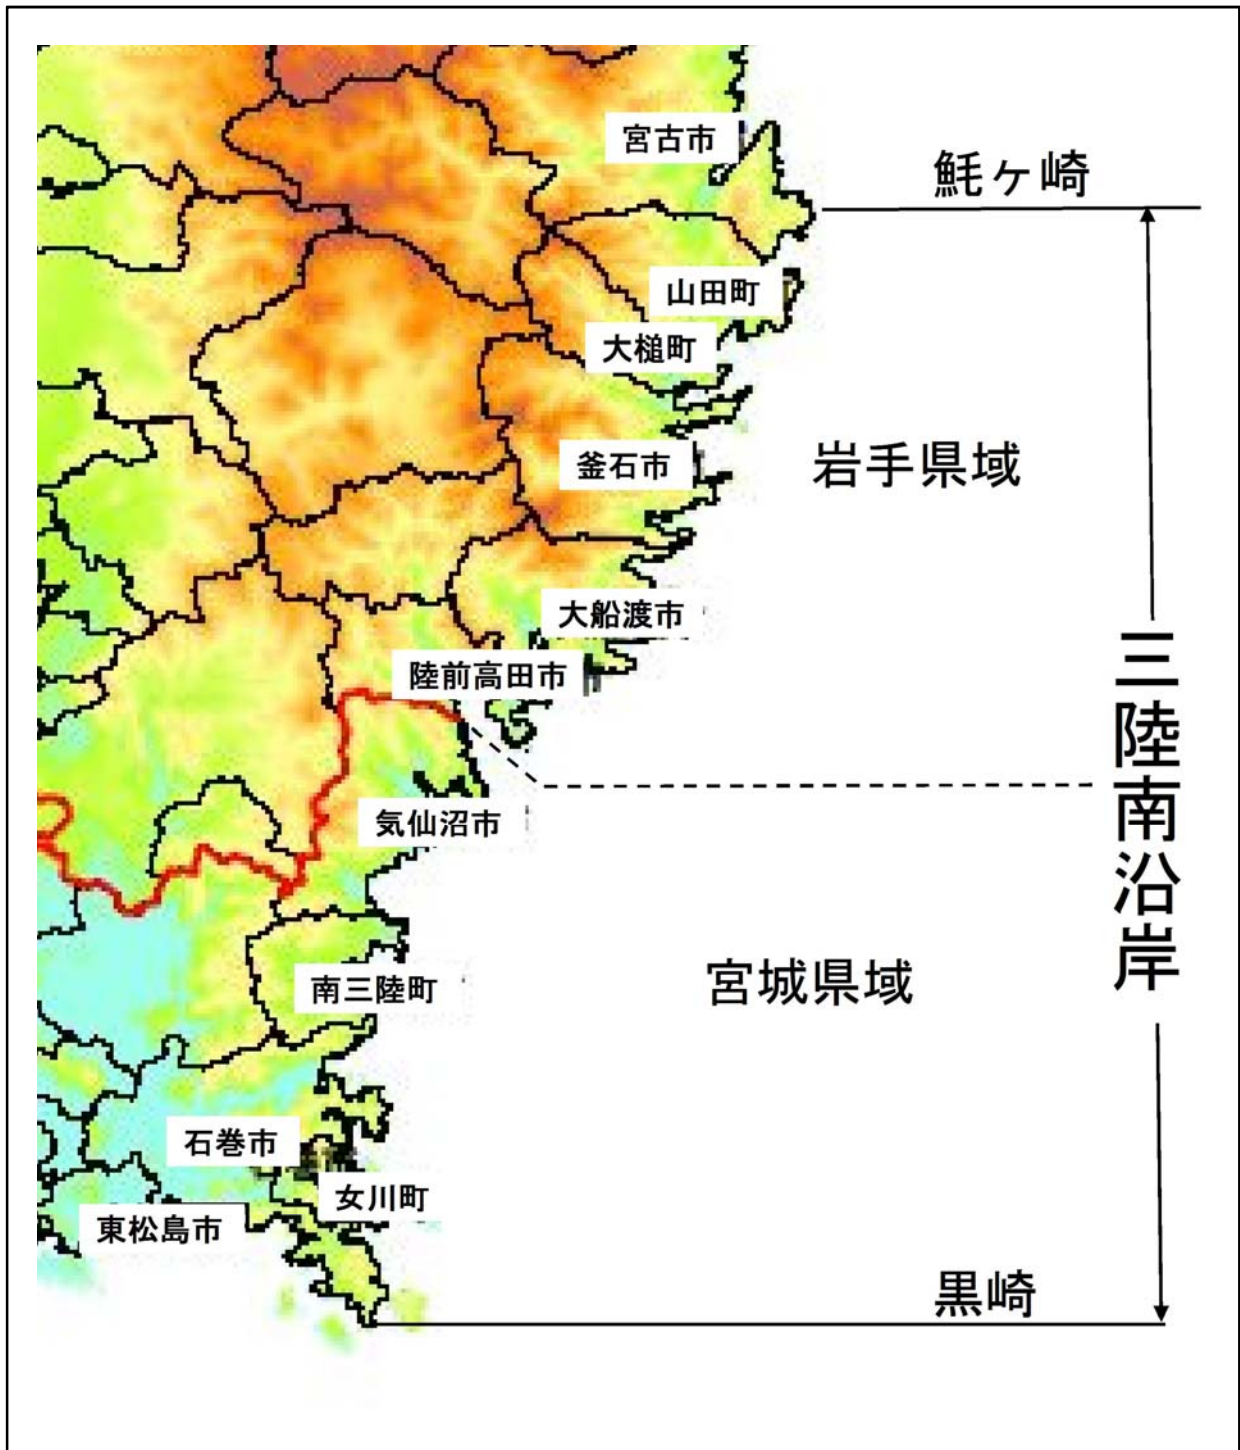 宮古市
魹ヶ崎
山田町
大槌町
岩手県域
釜石市
大船渡市
陸前高田市
三陸南沿岸
気仙沼市
宮城県域
南三陸町
石巻市
女川町
東松島市
黒崎